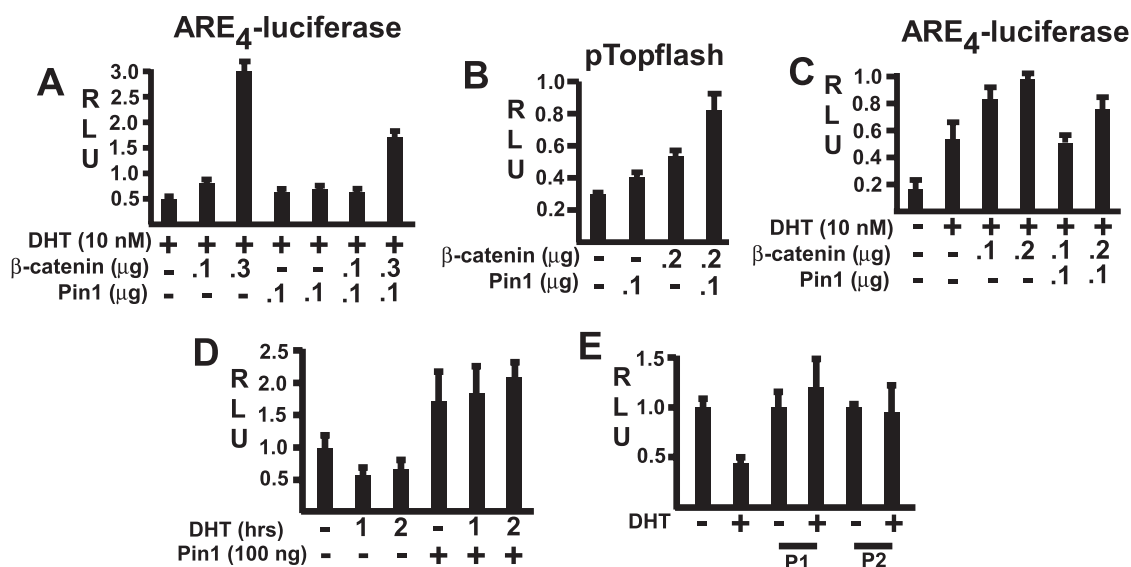 ARE4-luciferase
A
RLU
3.0
2.5
2.0
1.5
1.0
0.5
DHT (10 nM) + + + + + + +
β-catenin (μg) - .1 .3 - - .1 .3
Pin1 (μg) - - - .1 .1 .1 .1
pTopflash
B
RLU
1.0
0.8
0.6
0.4
0.2
β-catenin (μg) - - .2 .2
Pin1 (μg) - .1 - .1
ARE4-luciferase
C
RLU
1.0
0.8
0.6
0.4
0.2
DHT (10 nM) - + + + + +
β-catenin (μg) - - .1 .2 .1 .2
Pin1 (μg) - - - - .1 .1
D
RLU
2.5
2.0
1.5
1.0
0.5
DHT (hrs) - 1 2 - 1 2
Pin1 (100 ng) - - - + + +
E
RLU
1.5
1.0
0.5
DHT - + - + - +
P1 P2